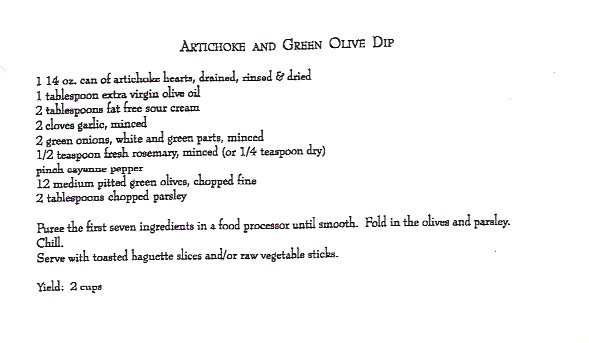 Artichoke and Green Olive Dip
1 14 oz. can of artichoke hearts, drained, rinsed & dried
1 tablespoon extra virgin olive oil
2 tablespoons fat free sour cream
2 cloves garlic, minced
2 green onions, white and green parts, minced
1/2 teaspoon fresh rosemary, minced (or 1/4 teaspoon dry)
pinch cayenne pepper
12 medium pitted green olives, chopped fine
2 tablespoons chopped parsley
Puree the first seven ingredients in a food processor until smooth. Fold in the olives and parsley.
Chill.
Serve with toasted baguette slices and/or raw vegetable sticks.
Yield: 2 cups